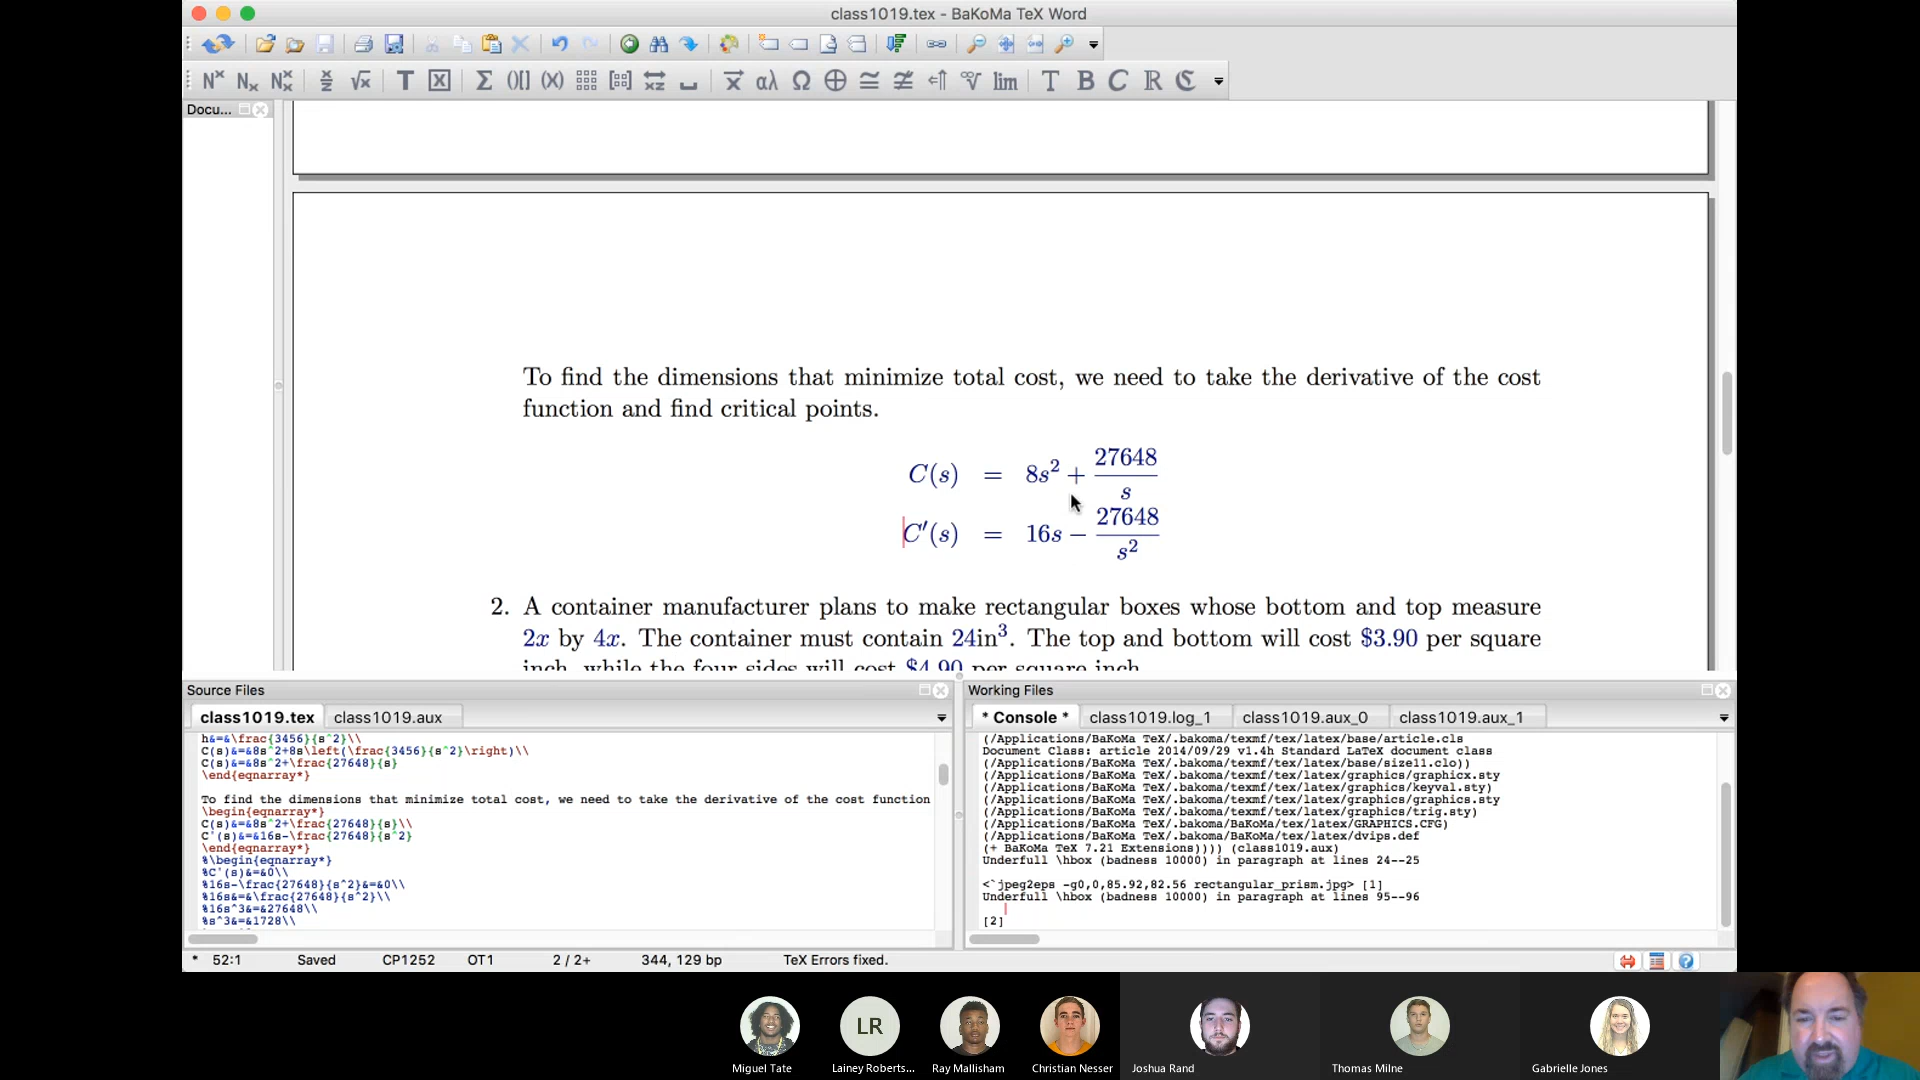 class1019.tex - BaKoMa TeX Word
Docu...
To find the dimensions that minimize total cost, we need to take the derivative of the cost
function and find critical points.
C(s) = 8s² + 27648/s
C′(s) = 16s − 27648/s²
2. A container manufacturer plans to make rectangular boxes whose bottom and top measure
2x by 4x. The container must contain 24in³. The top and bottom will cost $3.90 per square
inch, while the four sides will cost $4.90 per square inch.
Source Files
class1019.tex class1019.aux
h&=&\frac{3456}{s^2}\\
C(s)&=&8s^2+8s\left(\frac{3456}{s^2}\right)\\
C(s)&=&8s^2+\frac{27648}{s}
\end{eqnarray*}
To find the dimensions that minimize total cost, we need to take the derivative of the cost function
\begin{eqnarray*}
C(s)&=&8s^2+\frac{27648}{s}\\
C'(s)&=&16s-\frac{27648}{s^2}
\end{eqnarray*}
%\begin{eqnarray*}
%C'(s)&=&0\\
%16s-\frac{27648}{s^2}&=&0\\
%16s&=&\frac{27648}{s^2}\\
%16s^3&=&27648\\
%s^3&=&1728\\
Working Files
* Console * class1019.log_1 class1019.aux_0 class1019.aux_1
(/Applications/BaKoMa TeX/.bakoma/texmf/tex/latex/base/article.cls
Document Class: article 2014/09/29 v1.4h Standard LaTeX document class
(/Applications/BaKoMa TeX/.bakoma/texmf/tex/latex/base/size11.clo))
(/Applications/BaKoMa TeX/.bakoma/texmf/tex/latex/graphics/graphicx.sty
(/Applications/BaKoMa TeX/.bakoma/texmf/tex/latex/graphics/keyval.sty)
(/Applications/BaKoMa TeX/.bakoma/texmf/tex/latex/graphics/graphics.sty
(/Applications/BaKoMa TeX/.bakoma/texmf/tex/latex/graphics/trig.sty)
(/Applications/BaKoMa TeX/.bakoma/BaKoMa/tex/latex/GRAPHICS.CFG)
(/Applications/BaKoMa TeX/.bakoma/BaKoMa/tex/latex/dvips.def
(+ BaKoMa TeX 7.21 Extensions)))) (class1019.aux)
Underfull \hbox (badness 10000) in paragraph at lines 24--25
<`jpeg2eps -g0,0,85.92,82.56 rectangular_prism.jpg> [1]
Underfull \hbox (badness 10000) in paragraph at lines 95--96
[2]
* 52:1 Saved CP1252 OT1 2 / 2+ 344, 129 bp TeX Errors fixed.
LR
Miguel Tate Lainey Roberts... Ray Mallisham Christian Nesser Joshua Rand Thomas Milne Gabrielle Jones